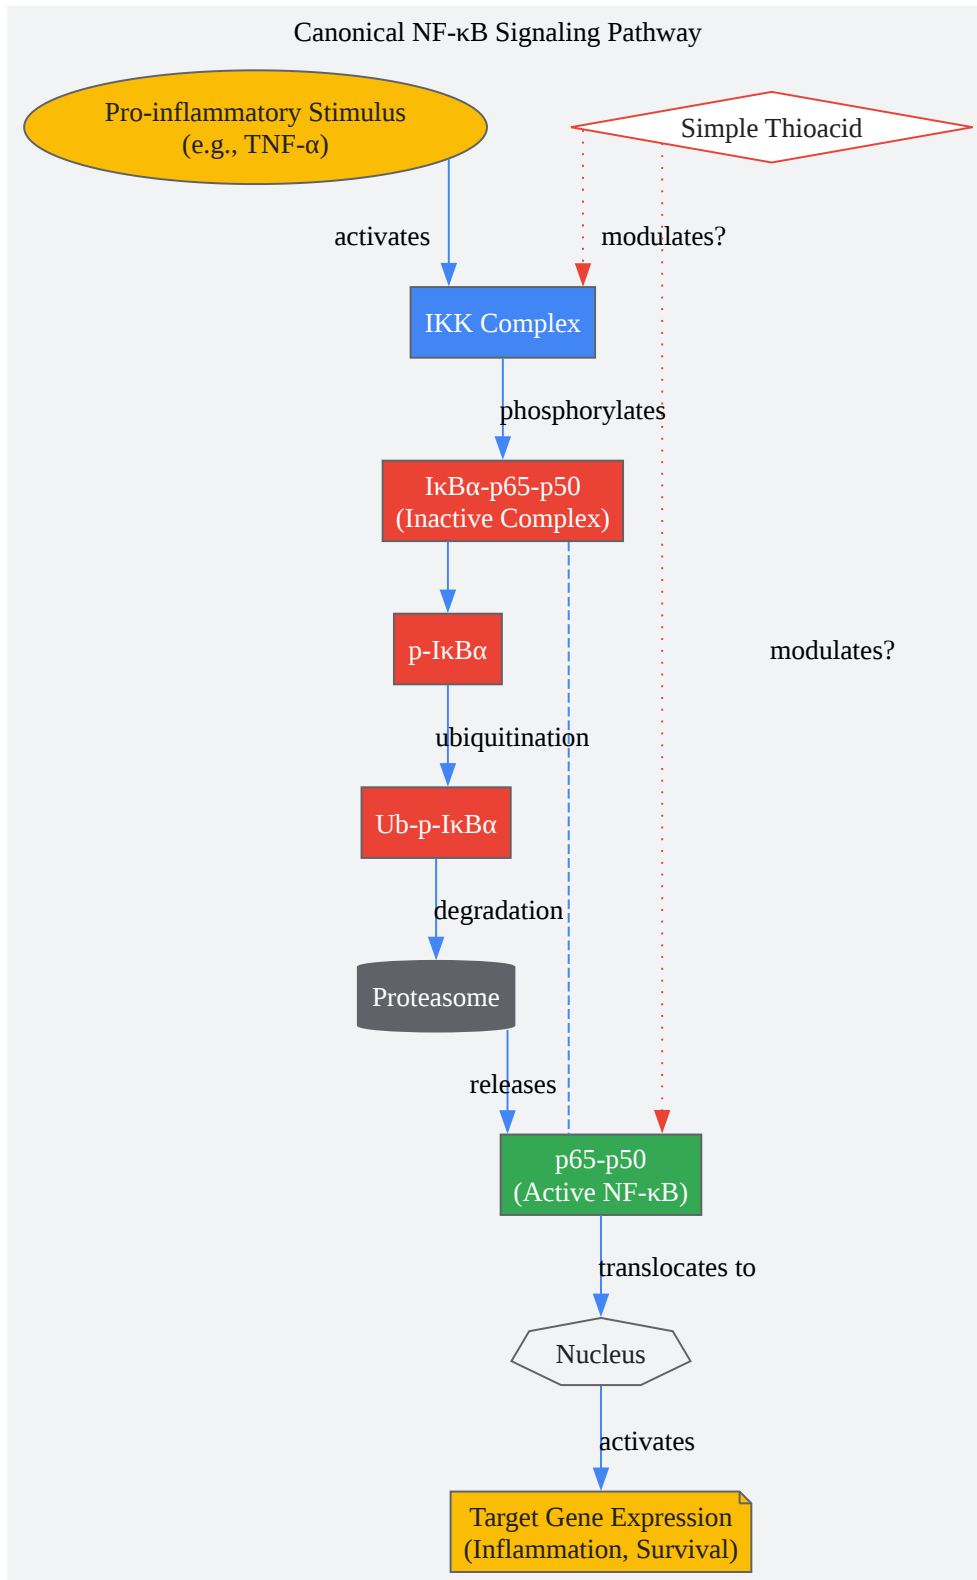 Canonical NF-κB Signaling Pathway
Pro-inflammatory Stimulus
(e.g., TNF-α)
Simple Thioacid
activates
modulates?
IKK Complex
phosphorylates
IκBα-p65-p50
(Inactive Complex)
p-IκBα
modulates?
ubiquitination
Ub-p-IκBα
degradation
Proteasome
releases
p65-p50
(Active NF-κB)
translocates to
Nucleus
activates
Target Gene Expression
(Inflammation, Survival)